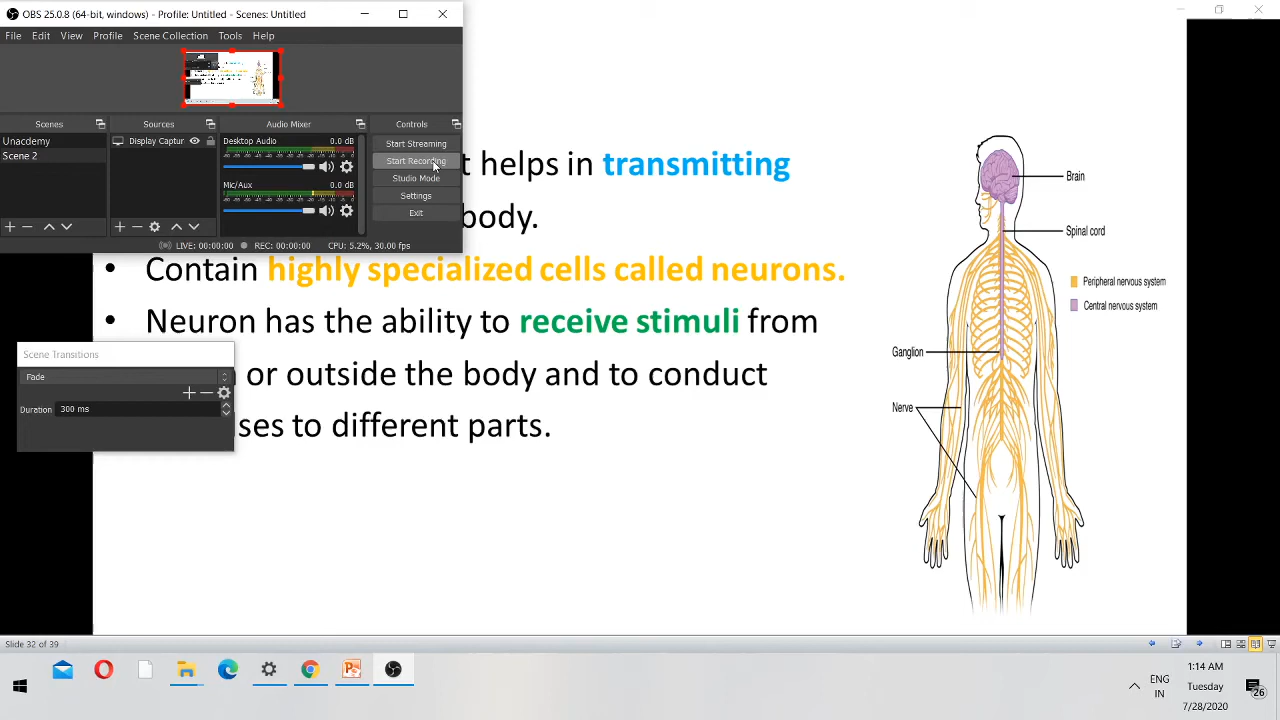 OBS 25.0.8 (64-bit, windows) - Profile: Untitled - Scenes: Untitled
File Edit View Profile Scene Collection Tools Help
Scenes
Unacademy
Scene 2
Sources
Display Captur
Audio Mixer
Desktop Audio 0.0 dB
Mic/Aux 0.0 dB
Controls
Start Streaming
Start Recording
Studio Mode
Settings
Exit
LIVE: 00:00:00 REC: 00:00:00 CPU: 5.2%, 30.00 fps
t helps in transmitting
body.
• Contain highly specialized cells called neurons.
• Neuron has the ability to receive stimuli from
or outside the body and to conduct
ses to different parts.
Scene Transitions
Fade
Duration 300 ms
Brain
Spinal cord
Peripheral nervous system
Central nervous system
Ganglion
Nerve
Slide 32 of 39
ENG
IN
1:14 AM
Tuesday
7/28/2020
26